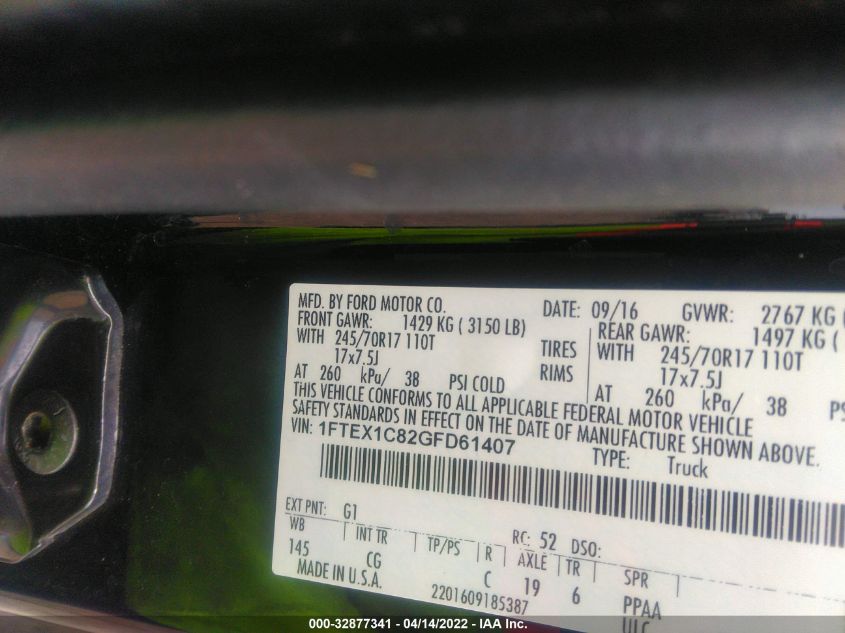 MFD. BY FORD MOTOR CO. DATE: 09/16 GVWR: 2767 KG (
FRONT GAWR: 1429 KG ( 3150 LB) REAR GAWR: 1497 KG (
WITH 245/70R17 110T TIRES WITH 245/70R17 110T
17x7.5J RIMS 17x7.5J
AT 260 kPa/ 38 PSI COLD AT 260 kPa/ 38 PS
THIS VEHICLE CONFORMS TO ALL APPLICABLE FEDERAL MOTOR VEHICLE
SAFETY STANDARDS IN EFFECT ON THE DATE OF MANUFACTURE SHOWN ABOVE.
VIN: 1FTEX1C82GFD61407 TYPE: Truck
EXT PNT: G1 RC: 52 DSO:
WB INT TR TP/PS R AXLE TR SPR
145 CG C 19 6 PPAA
MADE IN U.S.A. 2201609185387 ULC
000-32877341 - 04/14/2022 - IAA Inc.